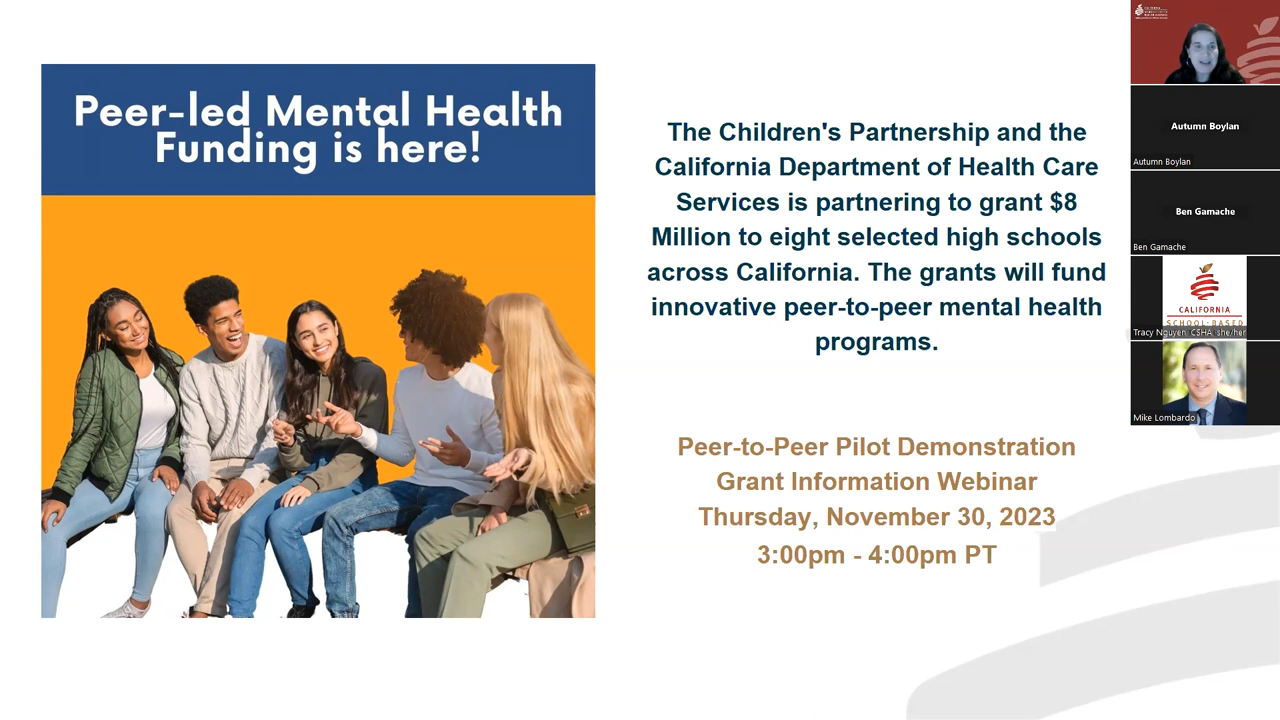 Peer-led Mental Health
Funding is here!
The Children's Partnership and the
California Department of Health Care
Services is partnering to grant $8
Million to eight selected high schools
across California. The grants will fund
innovative peer-to-peer mental health
programs.
Peer-to-Peer Pilot Demonstration
Grant Information Webinar
Thursday, November 30, 2023
3:00pm - 4:00pm PT
Autumn Boylan
Autumn Boylan
Ben Gamache
Ben Gamache
CALIFORNIA
SCHOOL-BASED
Tracy Nguyen, CSHA, she/her
Mike Lombardo